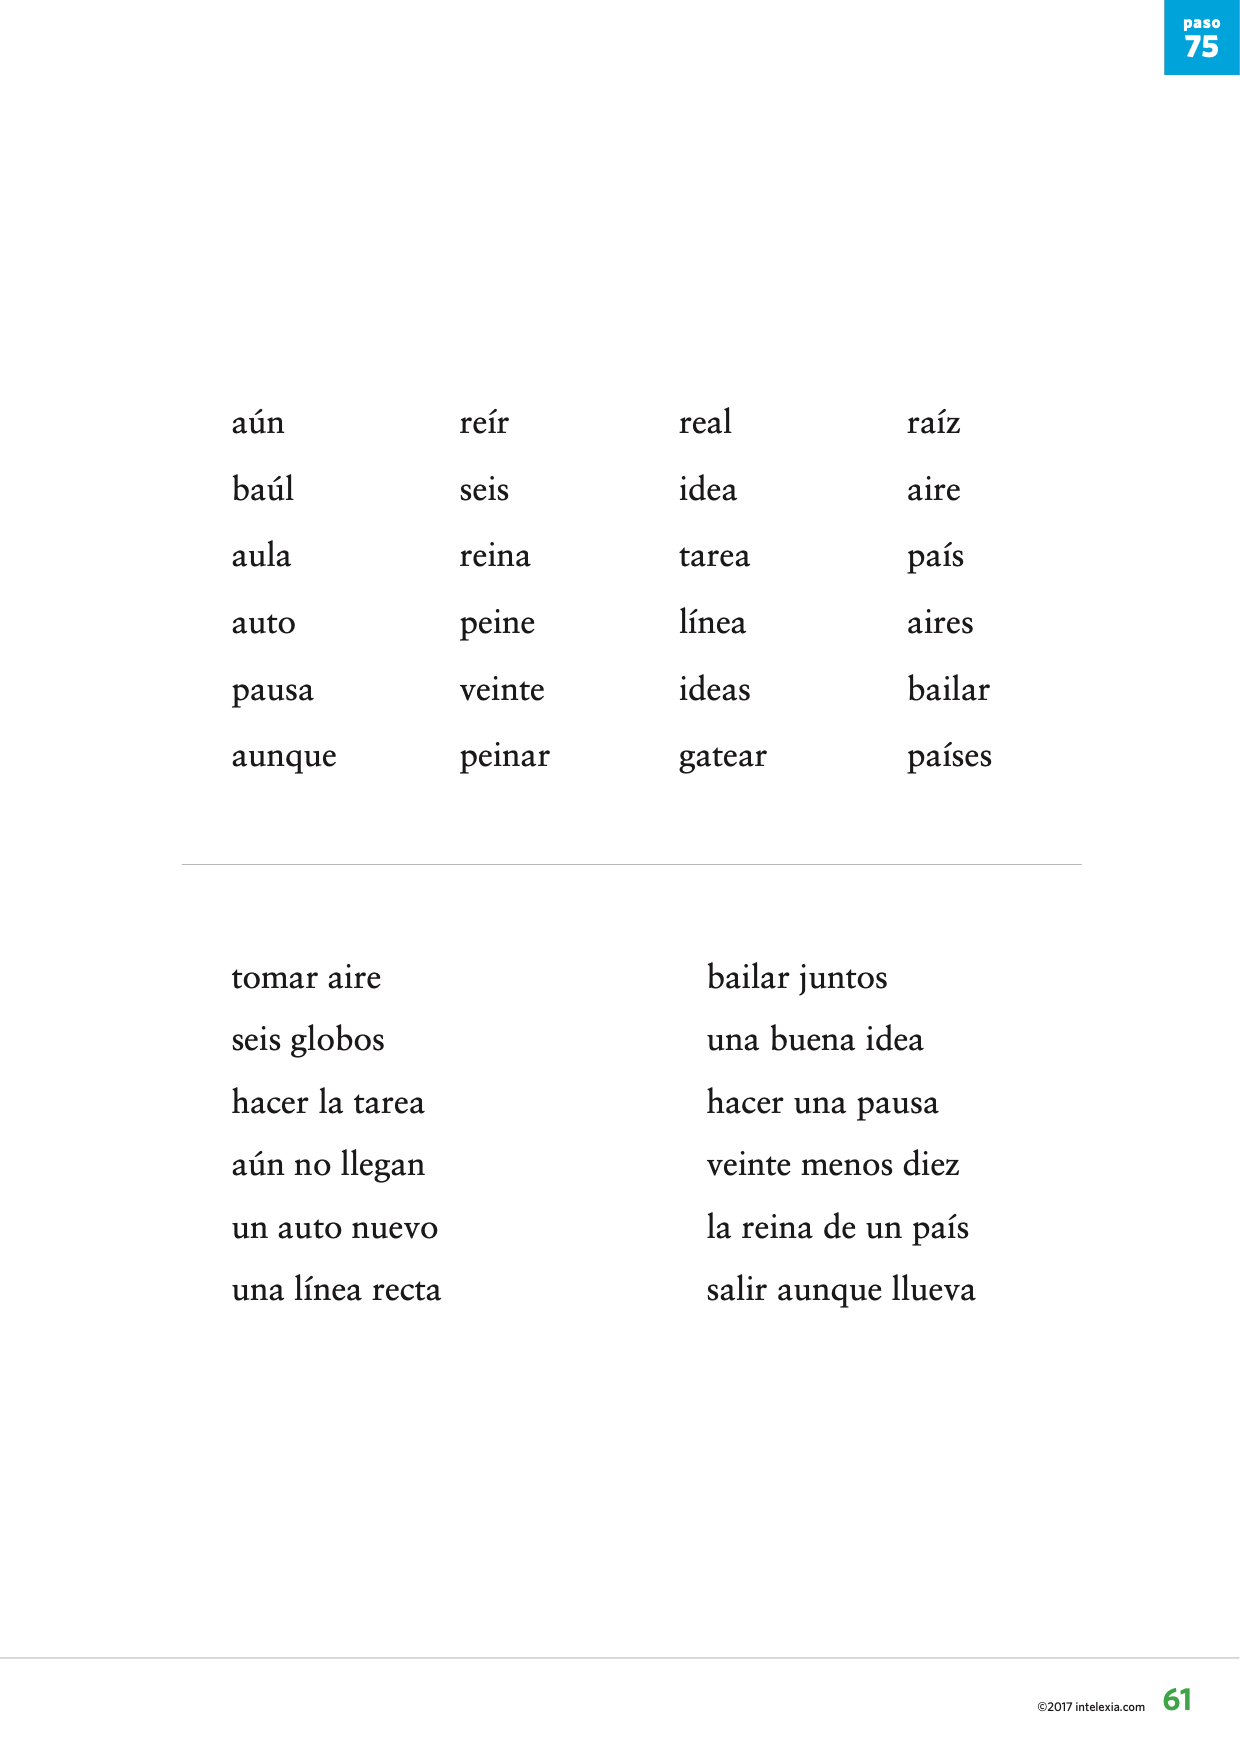 paso
75
aún reír real raíz
baúl seis idea aire
aula reina tarea país
auto peine línea aires
pausa veinte ideas bailar
aunque peinar gatear países
tomar aire bailar juntos
seis globos una buena idea
hacer la tarea hacer una pausa
aún no llegan veinte menos diez
un auto nuevo la reina de un país
una línea recta salir aunque llueva
©2017 intelexia.com 61